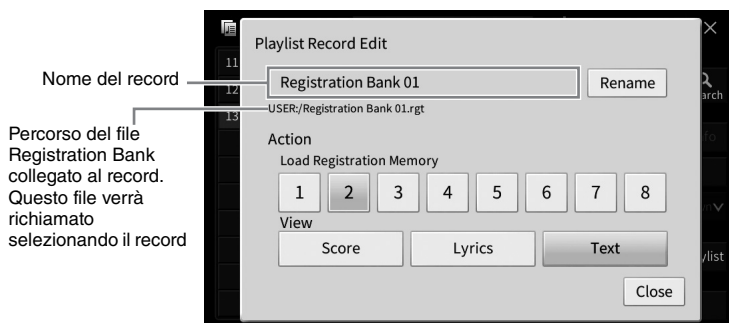 Playlist Record Edit
11
Nome del record
Registration Bank 01
Rename
12
arch
USER:/Registration Bank 01.rgt
13
Percorso del file
Registration Bank
collegato al record.
Questo file verrà
richiamato
selezionando il record
Action
Load Registration Memory
1 2 3 4 5 6 7 8
View
Score
Lyrics
Text
ylist
Close